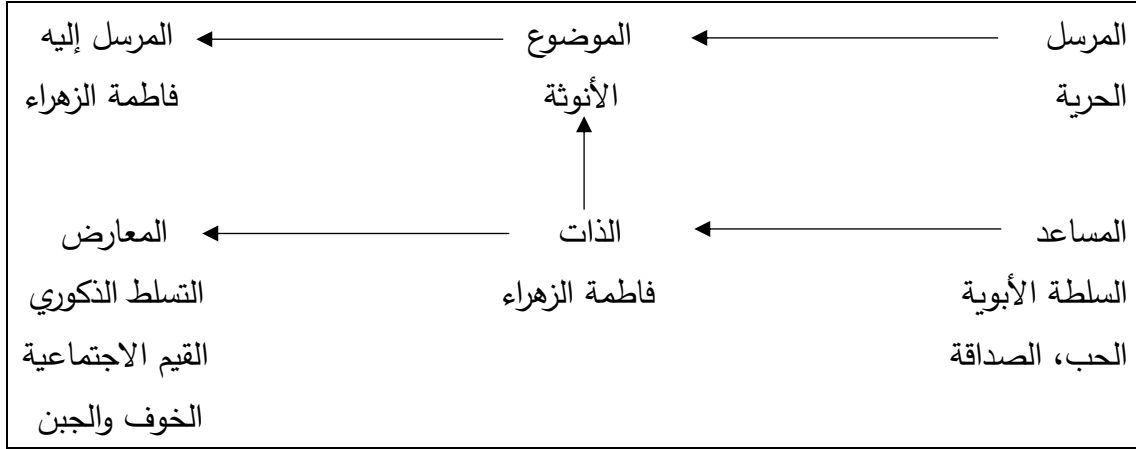 المرسل الموضوع المرسل إليه
الحرية الأنوثة فاطمة الزهراء
المساعد الذات المعارض
السلطة الأبوية فاطمة الزهراء التسلط الذكوري
الحب، الصداقة القيم الاجتماعية
الخوف والجبن